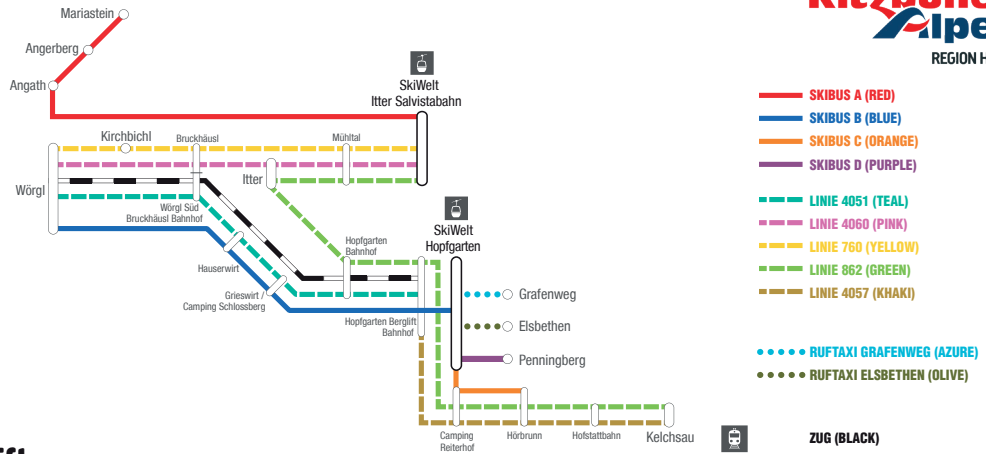 Mariastein
Angerberg
Angath
SkiWelt
Itter Salvistabahn
Kirchbichl
Bruckhäusl
Mühltal
Wörgl
Itter
Wörgl Süd
Bruckhäusl Bahnhof
SkiWelt
Hopfgarten
Hopfgarten
Bahnhof
Hauserwirt
Grieswirt /
Camping Schlossberg
Hopfgarten Berglift
Bahnhof
Grafenweg
Elsbethen
Penningberg
Camping
Reiterhof
Hörbrunn
Hofstattbahn
Kelchsau
REGION H
SKIBUS A (RED)
SKIBUS B (BLUE)
SKIBUS C (ORANGE)
SKIBUS D (PURPLE)
LINIE 4051 (TEAL)
LINIE 4060 (PINK)
LINIE 760 (YELLOW)
LINIE 862 (GREEN)
LINIE 4057 (KHAKI)
RUFTAXI GRAFENWEG (AZURE)
RUFTAXI ELSBETHEN (OLIVE)
ZUG (BLACK)